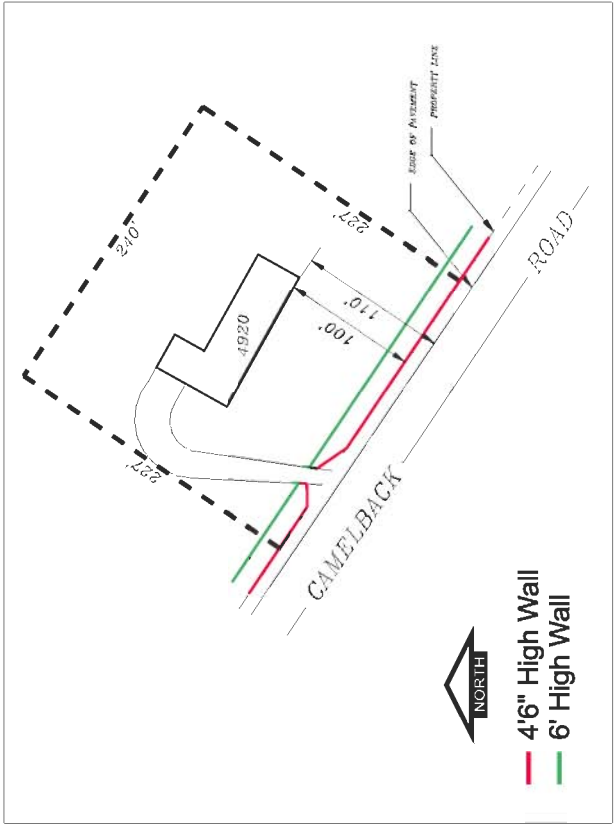 240'
227'
227'
4920
110'
100'
EDGE OF PAVEMENT
PROPERTY LINE
CAMELBACK ROAD
NORTH
4'6" High Wall
6' High Wall